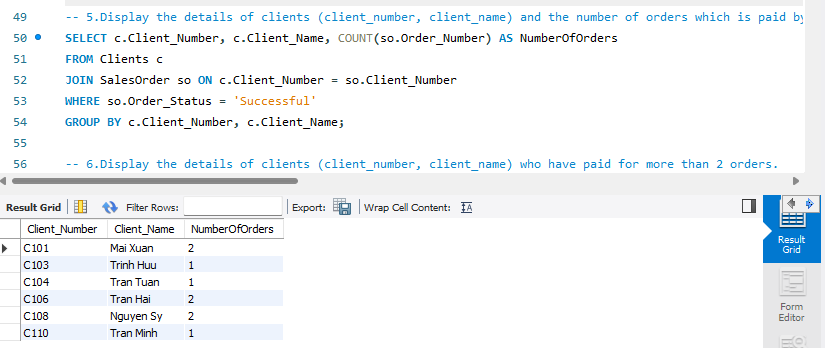 49 -- 5.Display the details of clients (client_number, client_name) and the number of orders which is paid by
50 SELECT c.Client_Number, c.Client_Name, COUNT(so.Order_Number) AS NumberOfOrders
51 FROM Clients c
52 JOIN SalesOrder so ON c.Client_Number = so.Client_Number
53 WHERE so.Order_Status = 'Successful'
54 GROUP BY c.Client_Number, c.Client_Name;
55
56 -- 6.Display the details of clients (client_number, client_name) who have paid for more than 2 orders.
Result Grid Filter Rows: Export: Wrap Cell Content: IA
Client_Number Client_Name NumberOfOrders
C101 Mai Xuan 2
C103 Trinh Huu 1
C104 Tran Tuan 1
C106 Tran Hai 2
C108 Nguyen Sy 2
C110 Tran Minh 1
Result
Grid
Form
Editor